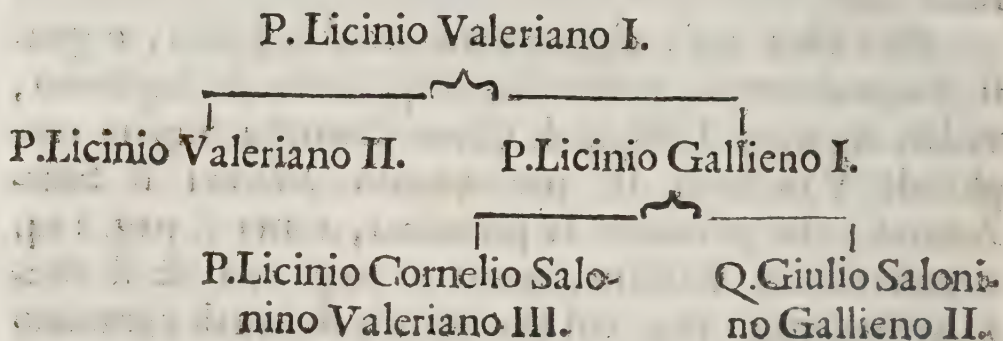 P. Licinio Valeriano I.
P.Licinio Valeriano II. P.Licinio Gallieno I.
P.Licinio Cornelio Salo- Q.Giulio Saloni-
nino Valeriano III. no Gallieno II.